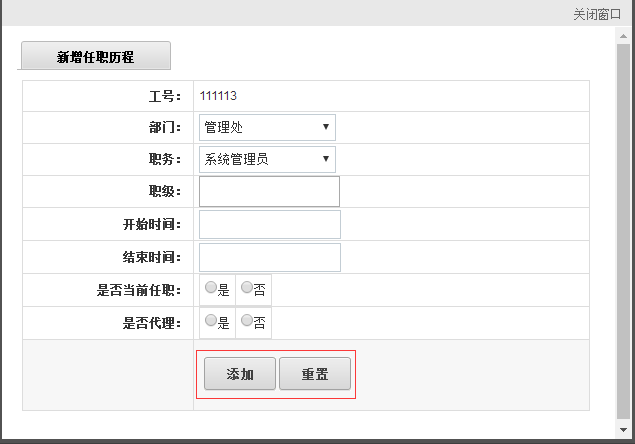 关闭窗口
新增任职历程
工号： 111113
部门： 管理处
职务： 系统管理员
职级：
开始时间：
结束时间：
是否当前任职： 是 否
是否代理： 是 否
添加 重置